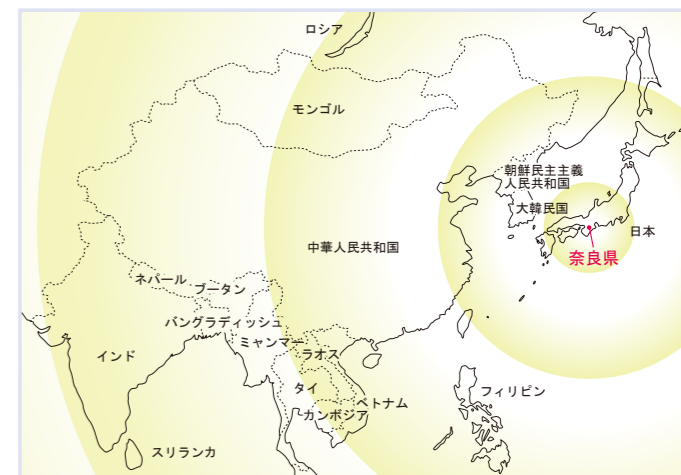 ロシア
モンゴル
朝鮮民主主義
人民共和国
大韓民国
日本
中華人民共和国
奈良県
ネパール
ブータン
バングラディッシュ
ミャンマー
インド
ラオス
タイ
ベトナム
カンボジア
フィリピン
スリランカ